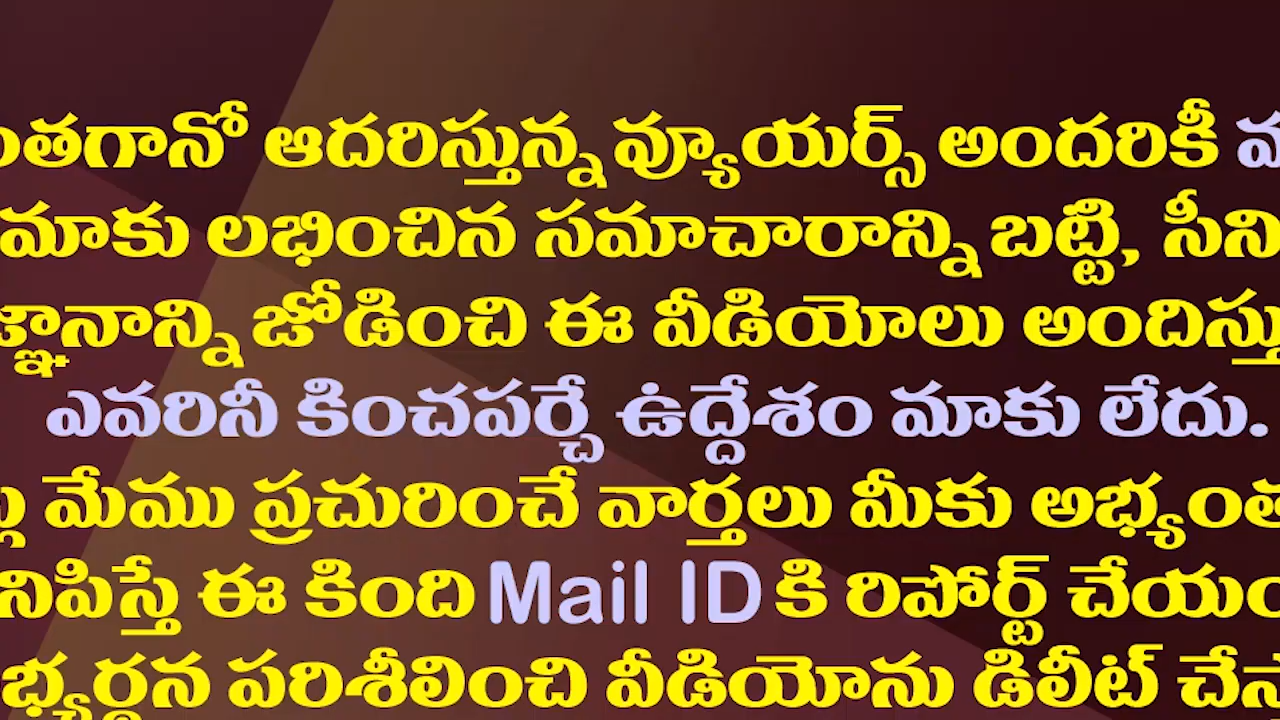 ంతగానో ఆదరిస్తున్న వ్యూయర్స్ అందరికీ
మాకు లభించిన సమాచారాన్ని బట్టి, సీని
జ్ఞానాన్ని జోడించి ఈ వీడియోలు అందిస్తు
ఎవరినీ కించపర్చే ఉద్దేశం మాకు లేదు.
మేము ప్రచురించే వార్తలు మీకు అభ్యంత
నిపిస్తే ఈ కింది Mail ID కి రిపోర్ట్ చేయం
భ్యర్థన పరిశీలించి వీడియోను డిలీట్ చేస